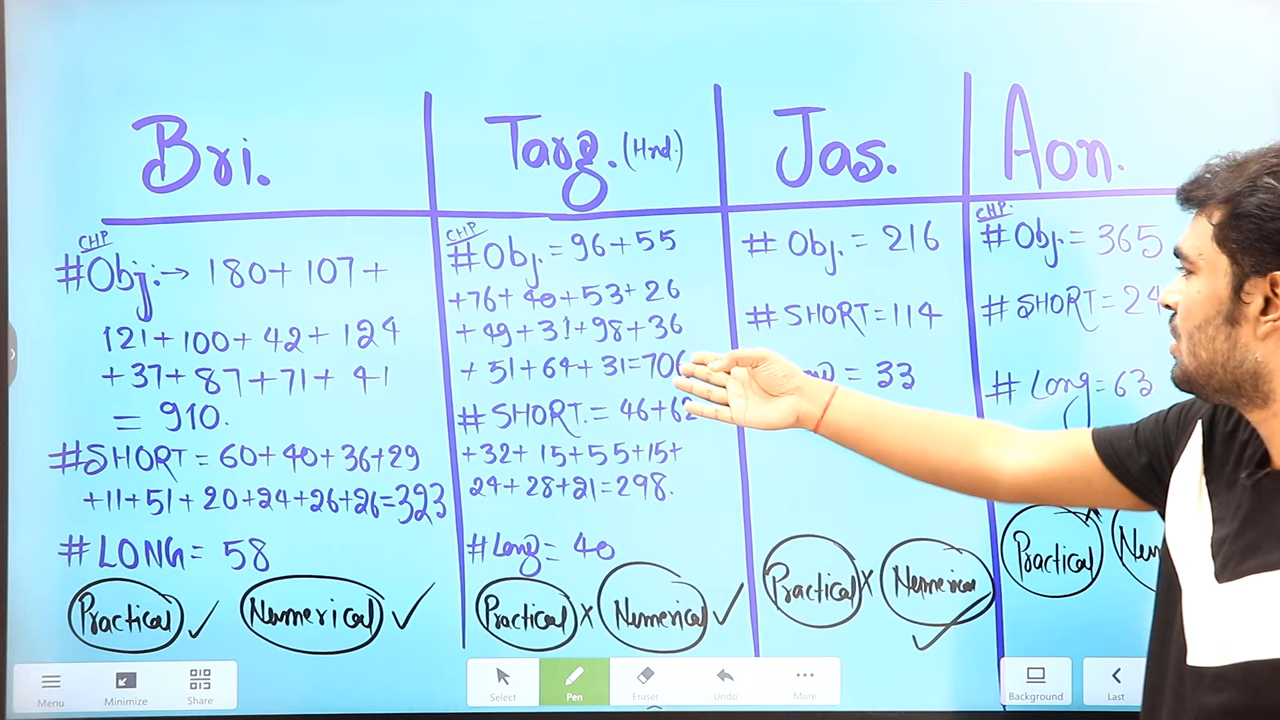 Bri.
CHP
#Obj:→ 180+ 107+
121+100+42+124
+37+87+71+41
= 910.
#SHORT = 60+40+36+29
+11+51+20+24+26+26=323
#LONG= 58
Practical ✓ Numerical ✓
Targ. (Hnd.)
CHP
#Obj.= 96+55
+76+40+53+26
+49+31+98+36
+51+64+31=706
#SHORT.= 46+62
+32+15+55+15+
24+28+21=298.
#Long= 40
Practical × Numerical ✓
Jas.
# Obj.= 216
# SHORT=114
= 33
Practical × Numerical ✓
Aon.
CHP.
#Obj.= 365
#SHORT= 24
# Long=63
Practical
Menu
Minimize
Share
Select
Pen
Eraser
Undo
More
Background
Last